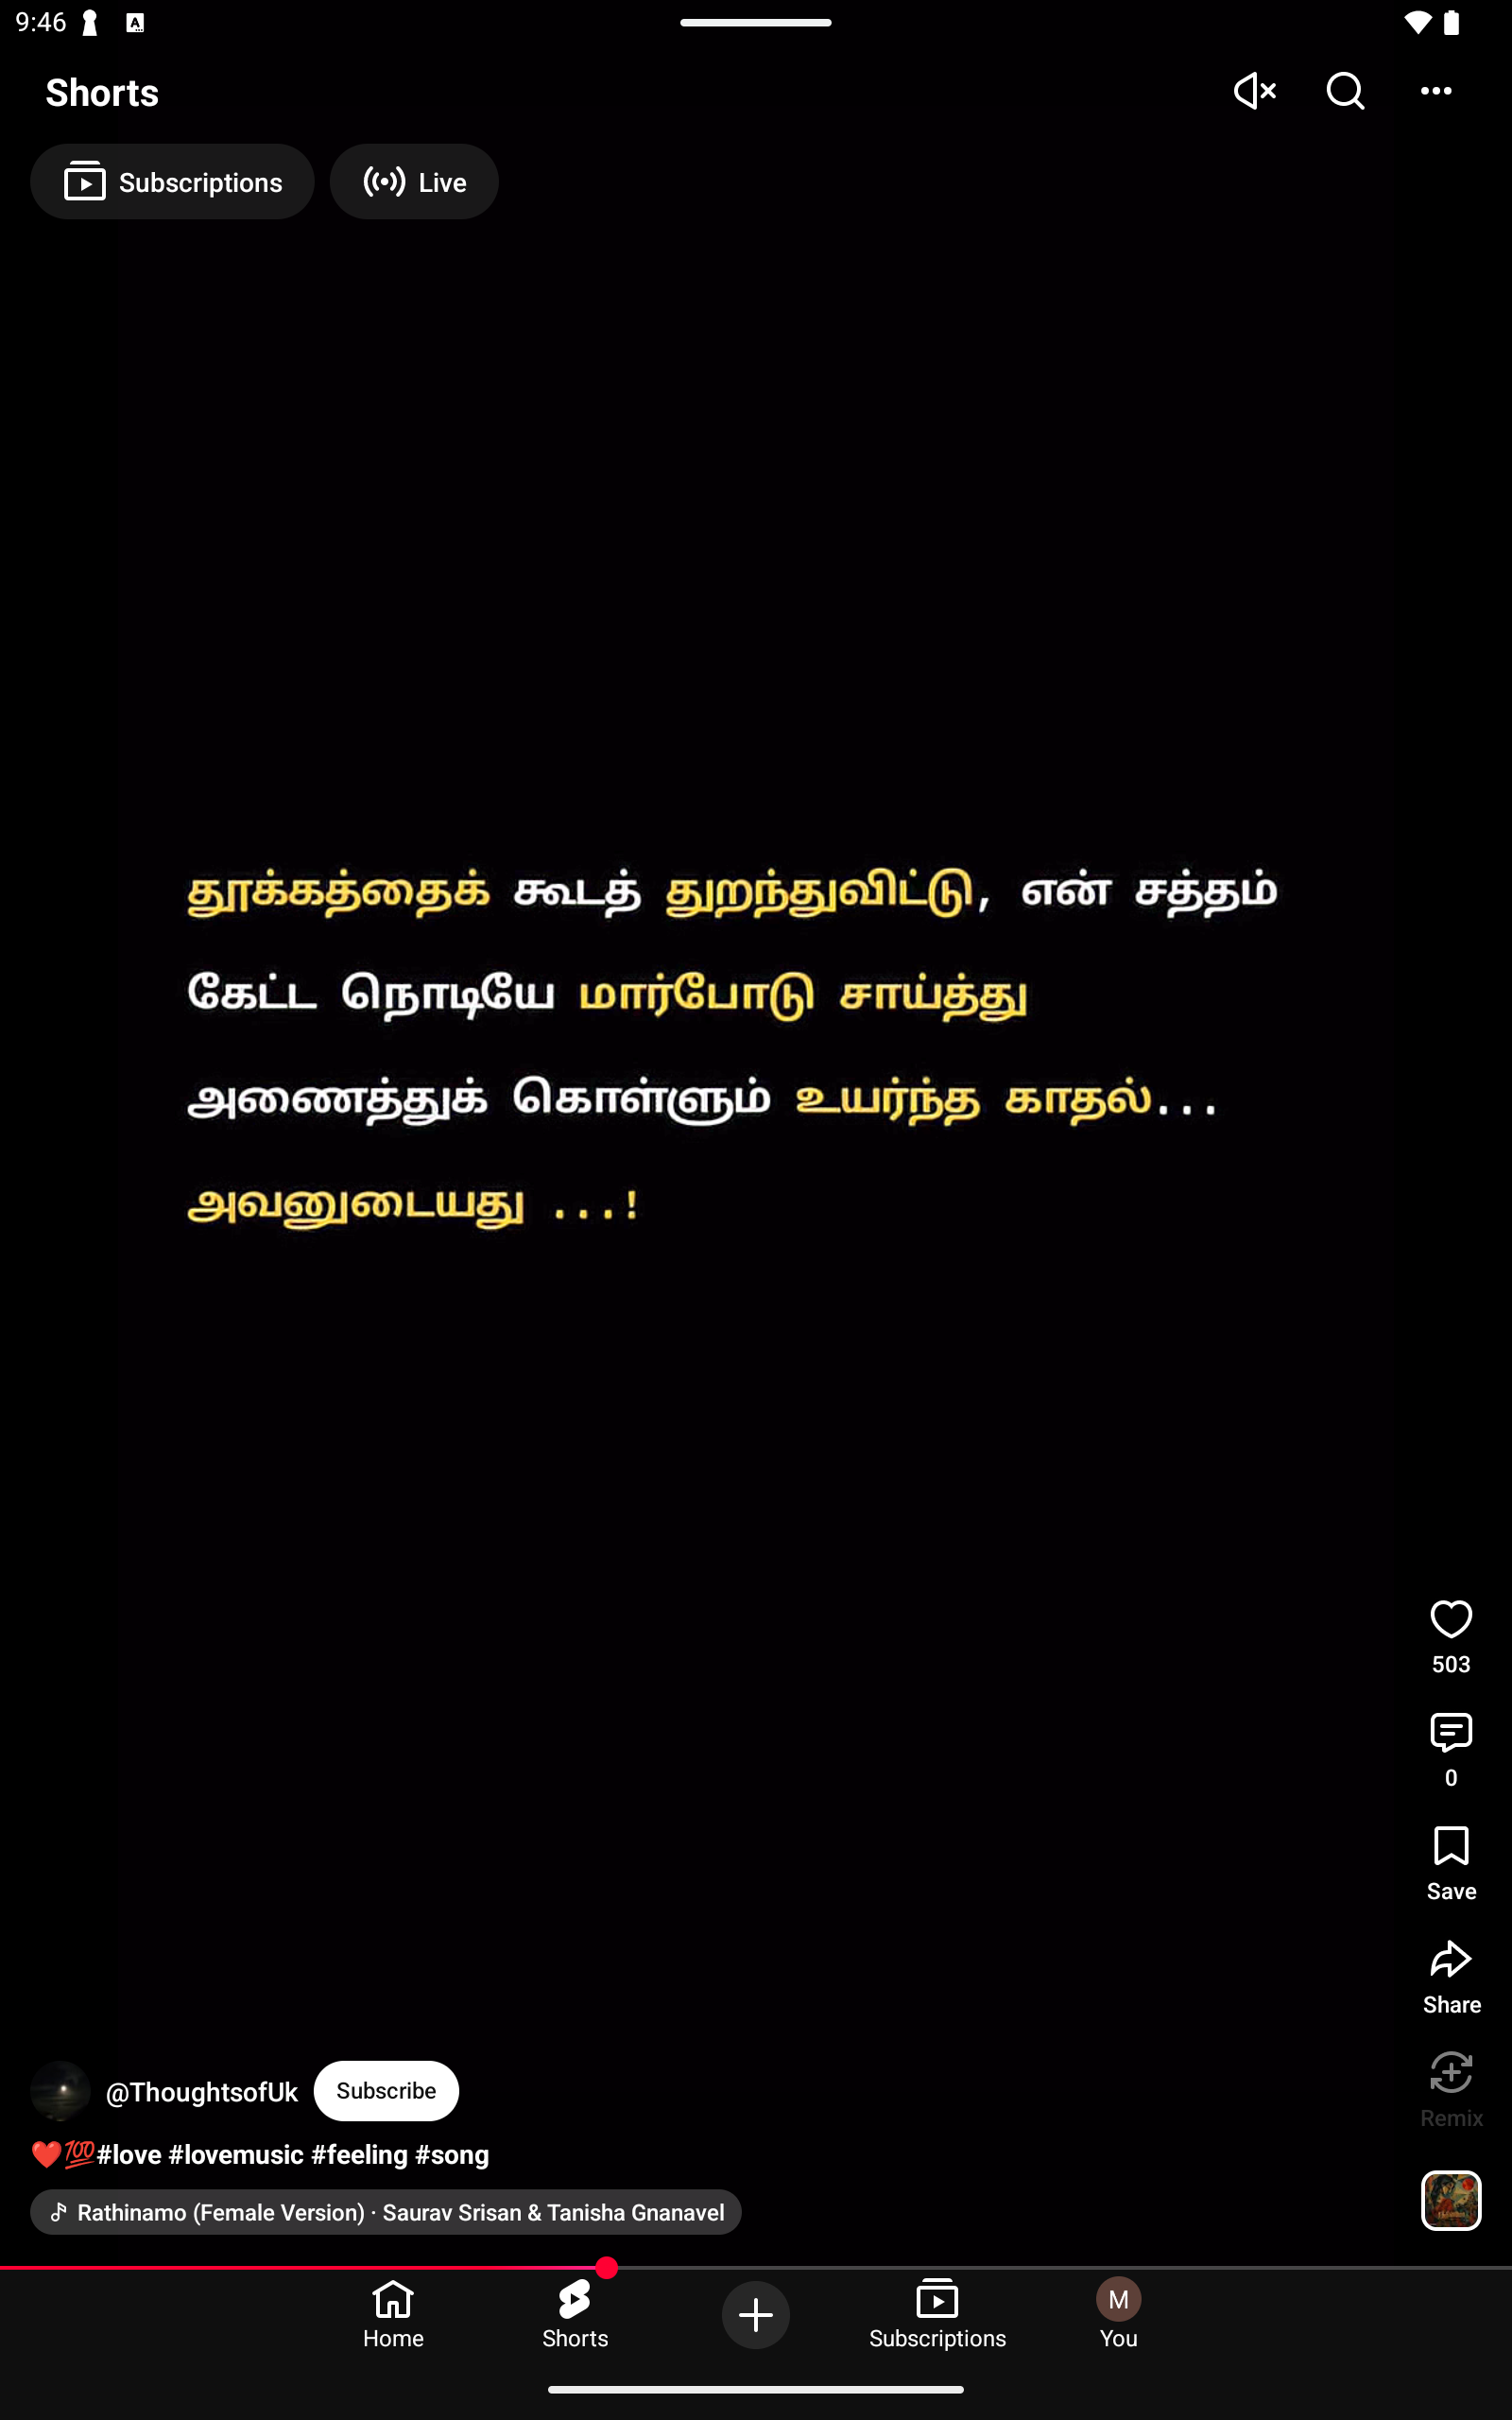 9:46
Shorts
Subscriptions
Live
தூக்கத்தைக் கூடத் துறந்துவிட்டு, என் சத்தம்
கேட்ட நொடியே மார்போடு சாய்த்து
அணைத்துக் கொள்ளும் உயர்ந்த காதல்...
அவனுடையது ...!
503
0
Save
Share
Remix
@ThoughtsofUk
Subscribe
❤️💯#love #lovemusic #feeling #song
Rathinamo (Female Version) · Saurav Srisan & Tanisha Gnanavel
Home
Shorts
Subscriptions
M
You